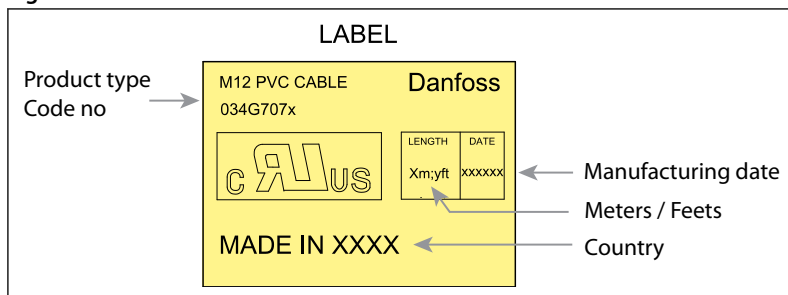 LABEL
Product type
Code no
M12 PVC CABLE
Danfoss
034G707x
c RU US
LENGTH
DATE
Xm;yft
xxxxxx
Manufacturing date
Meters / Feets
MADE IN XXXX
Country